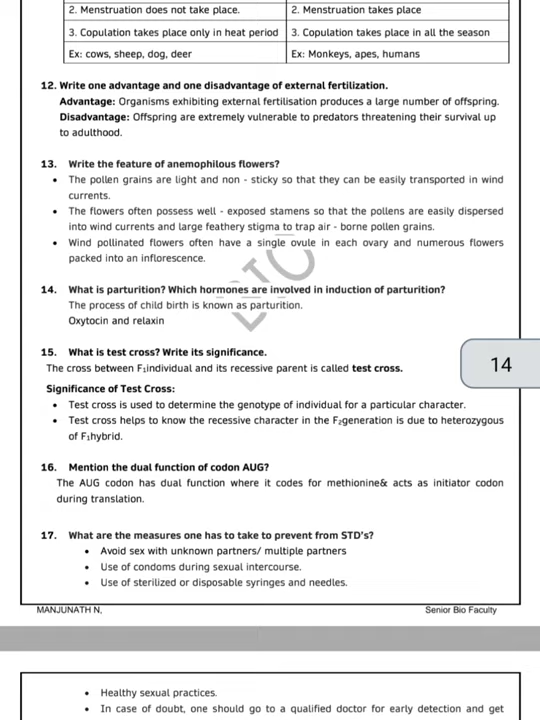 2. Menstruation does not take place. 2. Menstruation takes place
3. Copulation takes place only in heat period 3. Copulation takes place in all the season
Ex: cows, sheep, dog, deer Ex: Monkeys, apes, humans
12. Write one advantage and one disadvantage of external fertilization.
Advantage: Organisms exhibiting external fertilisation produces a large number of offspring.
Disadvantage: Offspring are extremely vulnerable to predators threatening their survival up
to adulthood.
13. Write the feature of anemophilous flowers?
• The pollen grains are light and non - sticky so that they can be easily transported in wind
currents.
• The flowers often possess well - exposed stamens so that the pollens are easily dispersed
into wind currents and large feathery stigma to trap air - borne pollen grains.
• Wind pollinated flowers often have a single ovule in each ovary and numerous flowers
packed into an inflorescence.
14. What is parturition? Which hormones are involved in induction of parturition?
The process of child birth is known as parturition.
Oxytocin and relaxin
15. What is test cross? Write its significance.
The cross between F₁individual and its recessive parent is called test cross.
14
Significance of Test Cross:
• Test cross is used to determine the genotype of individual for a particular character.
• Test cross helps to know the recessive character in the F₂generation is due to heterozygous
of F₁hybrid.
16. Mention the dual function of codon AUG?
The AUG codon has dual function where it codes for methionine& acts as initiator codon
during translation.
17. What are the measures one has to take to prevent from STD's?
• Avoid sex with unknown partners/ multiple partners
• Use of condoms during sexual intercourse.
• Use of sterilized or disposable syringes and needles.
MANJUNATH N, Senior Bio Faculty
• Healthy sexual practices.
• In case of doubt, one should go to a qualified doctor for early detection and get